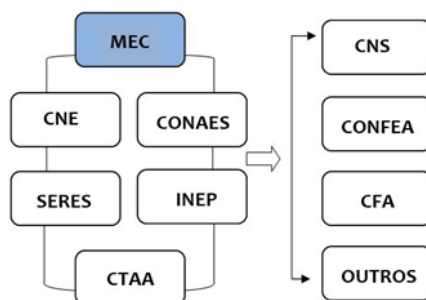 MEC
CNE
CONAES
SERES
INEP
CTAA
CNS
CONFEA
CFA
OUTROS